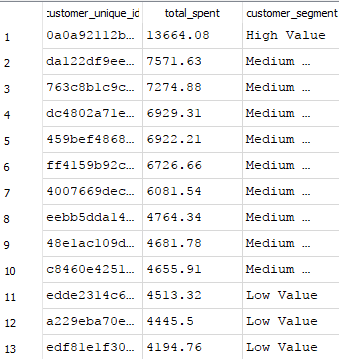 customer_unique_id total_spent customer_segment
1 0a0a92112b… 13664.08 High Value
2 da122df9ee… 7571.63 Medium …
3 763c8b1c9c… 7274.88 Medium …
4 dc4802a71e… 6929.31 Medium …
5 459bef4868… 6922.21 Medium …
6 ff4159b92c… 6726.66 Medium …
7 4007669dec… 6081.54 Medium …
8 eebb5dda14… 4764.34 Medium …
9 48e1ac109d… 4681.78 Medium …
10 c8460e4251… 4655.91 Medium …
11 edde2314c6… 4513.32 Low Value
12 a229eba70e… 4445.5 Low Value
13 edf81e1f30… 4194.76 Low Value